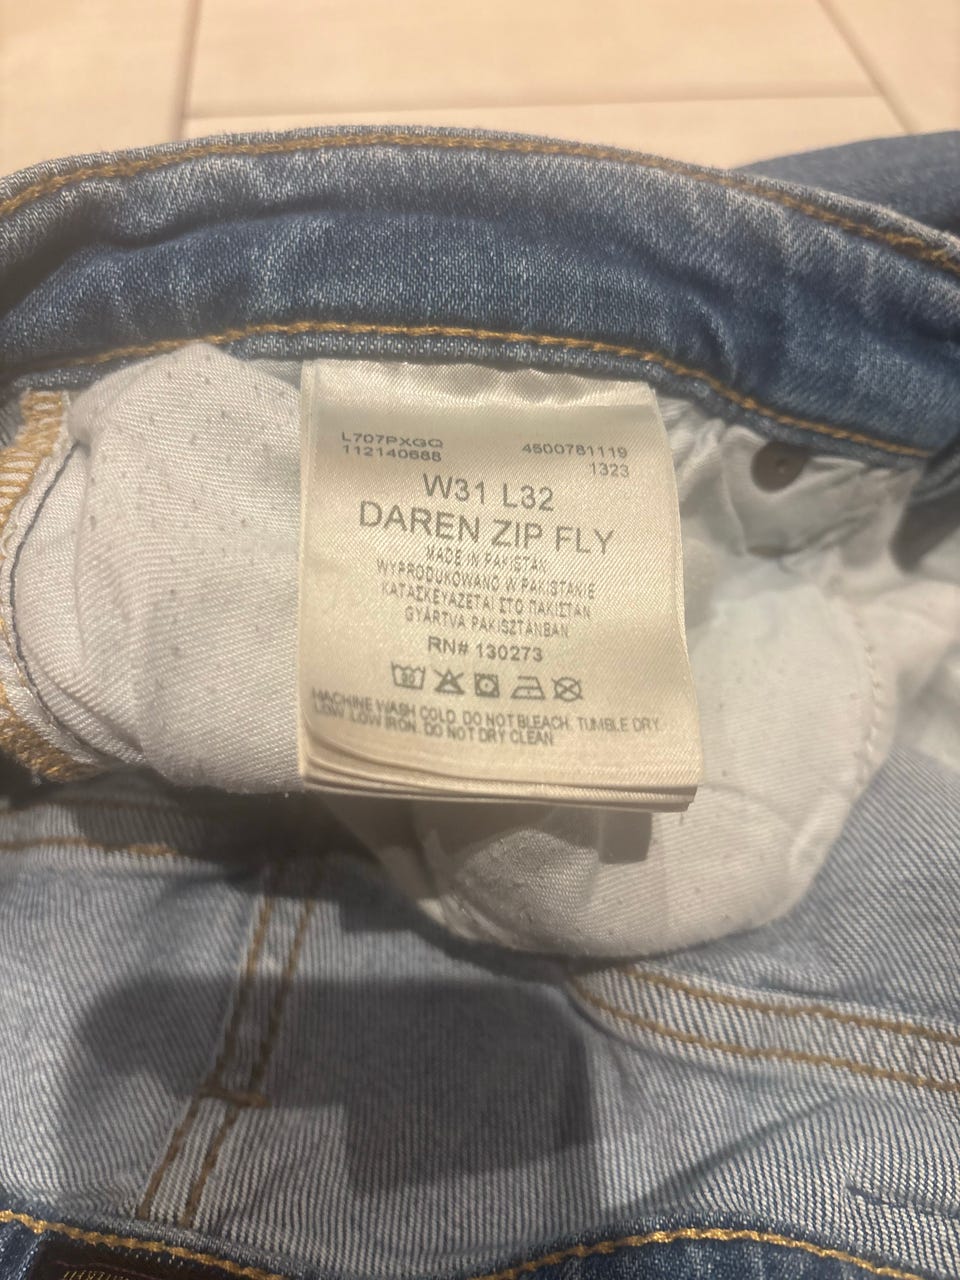 L707PXGQ 4500781119
112140688 1323
W31 L32
DAREN ZIP FLY
MADE IN PAKISTAN
WYPRODUKOWANO W PAKISTANIE
ΚΑΤΑΣΚΕΥΑΖΕΤΑΙ ΣΤΟ ΠΑΚΙΣΤΑΝ
GYÁRTVA PAKISZTÁNBAN
RN# 130273
30
MACHINE WASH COLD. DO NOT BLEACH. TUMBLE DRY
LOW. LOW IRON. DO NOT DRY CLEAN